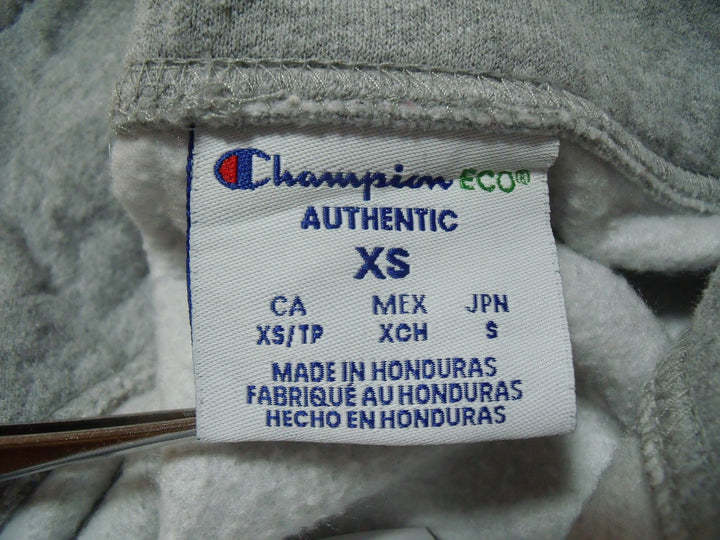 Champion ECO®
AUTHENTIC
XS
CA MEX JPN
XS/TP XCH S
MADE IN HONDURAS
FABRIQUÉ AU HONDURAS
HECHO EN HONDURAS